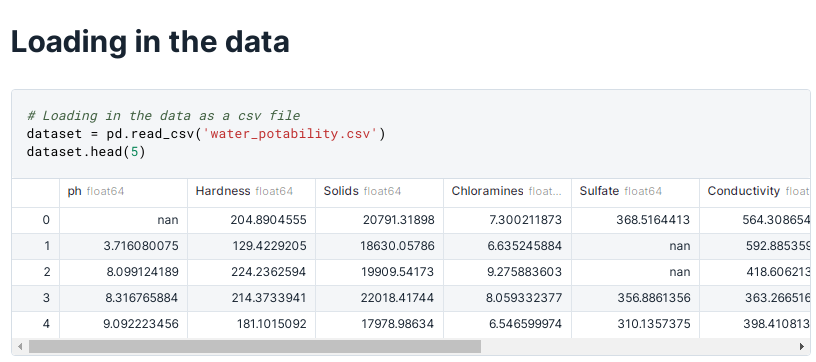 Loading in the data
# Loading in the data as a csv file
dataset = pd.read_csv('water_potability.csv')
dataset.head(5)
ph float64 Hardness float64 Solids float64 Chloramines float... Sulfate float64 Conductivity float
0 nan 204.8904555 20791.31898 7.300211873 368.5164413 564.308654
1 3.716080075 129.4229205 18630.05786 6.635245884 nan 592.885359
2 8.099124189 224.2362594 19909.54173 9.275883603 nan 418.606213
3 8.316765884 214.3733941 22018.41744 8.059332377 356.8861356 363.266516
4 9.092223456 181.1015092 17978.98634 6.546599974 310.1357375 398.410813